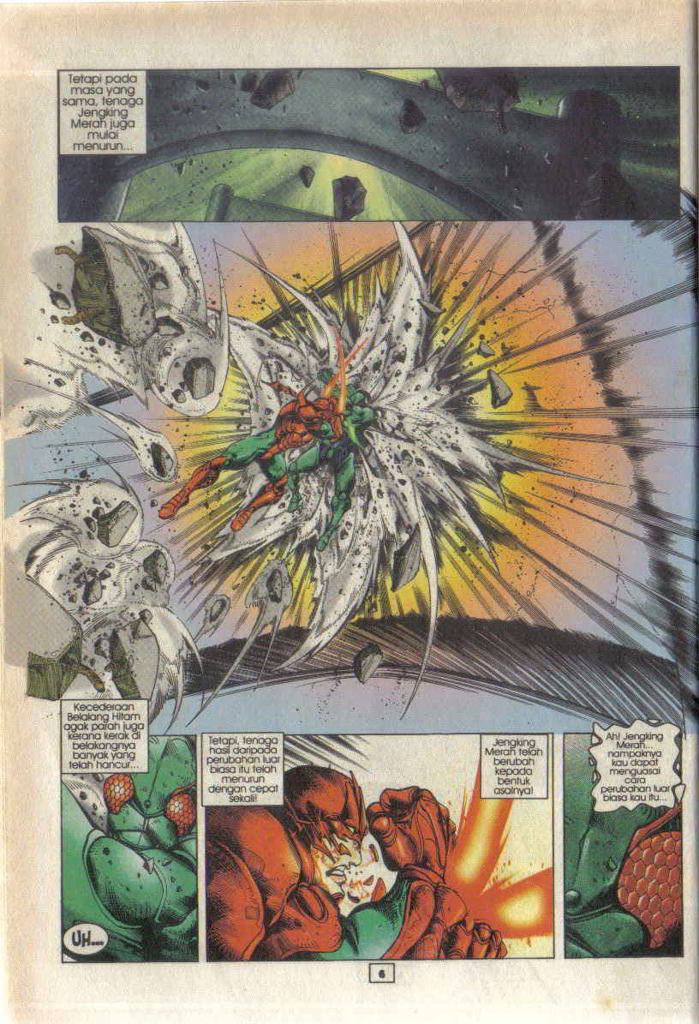 Tetapi pada
masa yang
sama, tenaga
Jengking
Merah juga
mulai
menurun...
Kecederaan
Belalang Hitam
agak parah juga
kerana kerak di
belakangnya
banyak yang
telah hancur...
UH...
Tetapi, tenaga
hasil daripada
perubahan luar
biasa itu telah
menurun
dengan cepat
sekali!
Jengking
Merah telah
berubah
kepada
bentuk
asalnya!
Ah! Jengking
Merah...
nampaknya
kau dapat
menguasai
cara
perubahan luar
biasa kau itu...
6